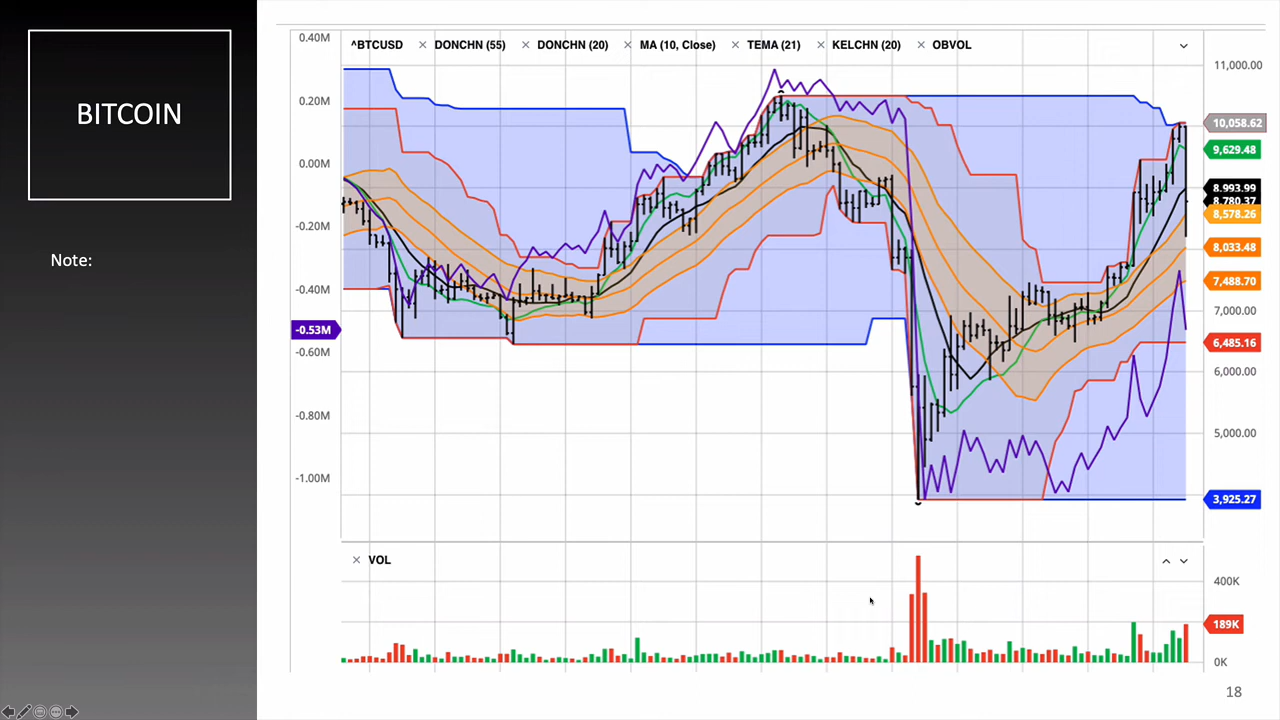 BITCOIN
Note:
^BTCUSD × DONCHN (55) × DONCHN (20) × MA (10, Close) × TEMA (21) × KELCHN (20) × OBVOL
0.40M
0.20M
0.00M
-0.20M
-0.40M
-0.53M
-0.60M
-0.80M
-1.00M
11,000.00
10,058.62
9,629.48
8,993.99
8,780.37
8,578.26
8,033.48
7,488.70
7,000.00
6,485.16
6,000.00
5,000.00
3,925.27
× VOL
400K
189K
0K
18